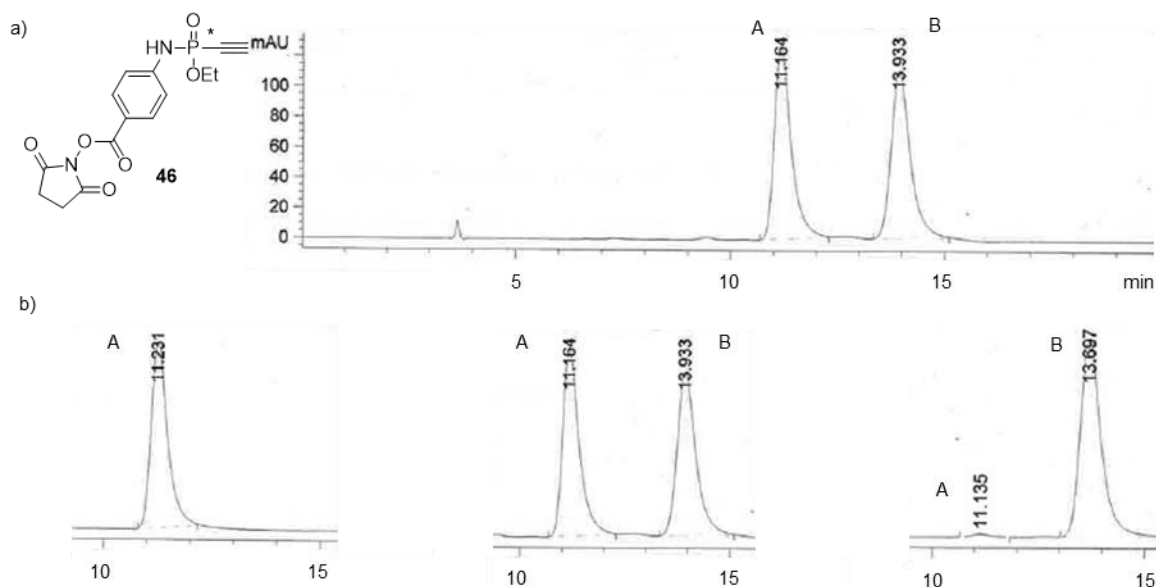 a)
O
*
HN P
OEt
O
O N O
O
46
mAU
100
80
60
40
20
0
A
11.164
B
13.933
5 10 15 min
b)
A
11.231
10 15
A
11.164
13.933
B
10 15
A
11.135
B
13.697
10 15